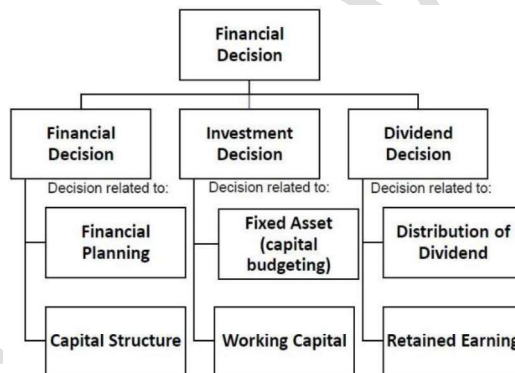 Financial
Decision
Financial
Decision
Investment
Decision
Dividend
Decision
Decision related to:
Decision related to:
Decision related to:
Financial
Planning
Fixed Asset
(capital
budgeting)
Distribution of
Dividend
Capital Structure
Working Capital
Retained Earning